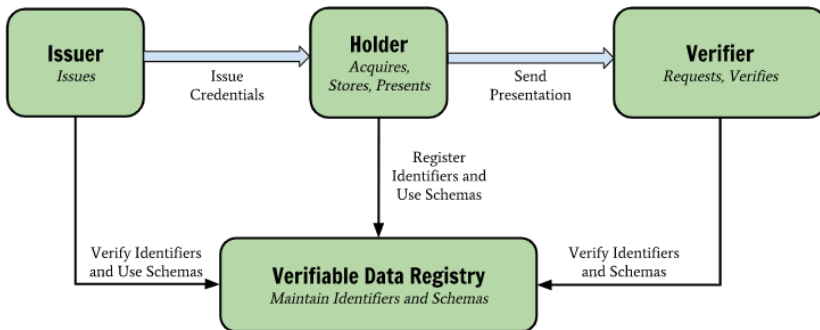 Issuer
Issues
Issue
Credentials
Holder
Acquires,
Stores, Presents
Send
Presentation
Verifier
Requests, Verifies
Register
Identifiers and
Use Schemas
Verify Identifiers
and Use Schemas
Verifiable Data Registry
Maintain Identifiers and Schemas
Verify Identifiers
and Schemas